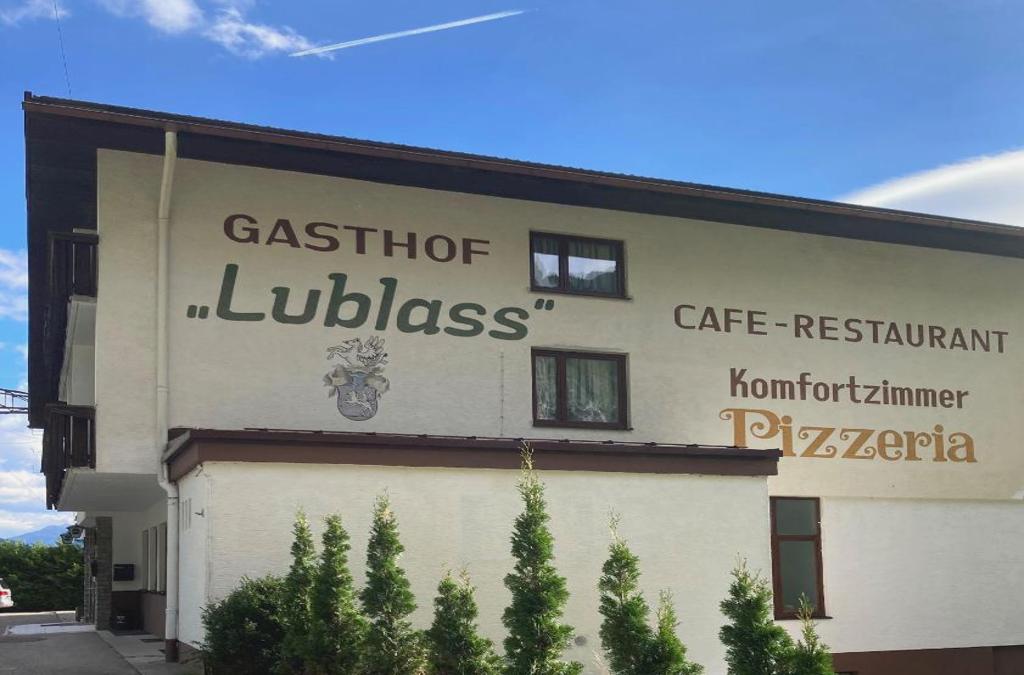 GASTHOF
„Lublass“
CAFE-RESTAURANT
Komfortzimmer
Pizzeria